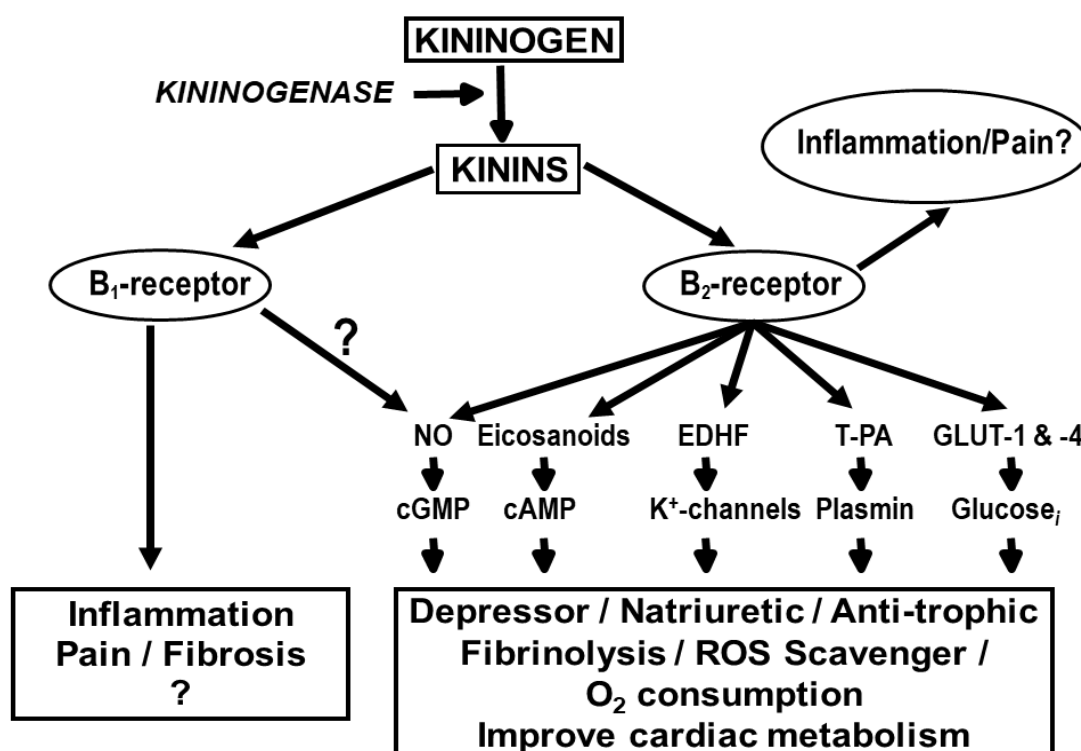 KININOGEN
KININOGENASE
KININS
Inflammation/Pain?
B₁-receptor
B₂-receptor
?
NO Eicosanoids EDHF T-PA GLUT-1 & -4
cGMP cAMP K⁺-channels Plasmin Glucoseᵢ
Inflammation
Pain / Fibrosis
?
Depressor / Natriuretic / Anti-trophic
Fibrinolysis / ROS Scavenger /
O₂ consumption
Improve cardiac metabolism